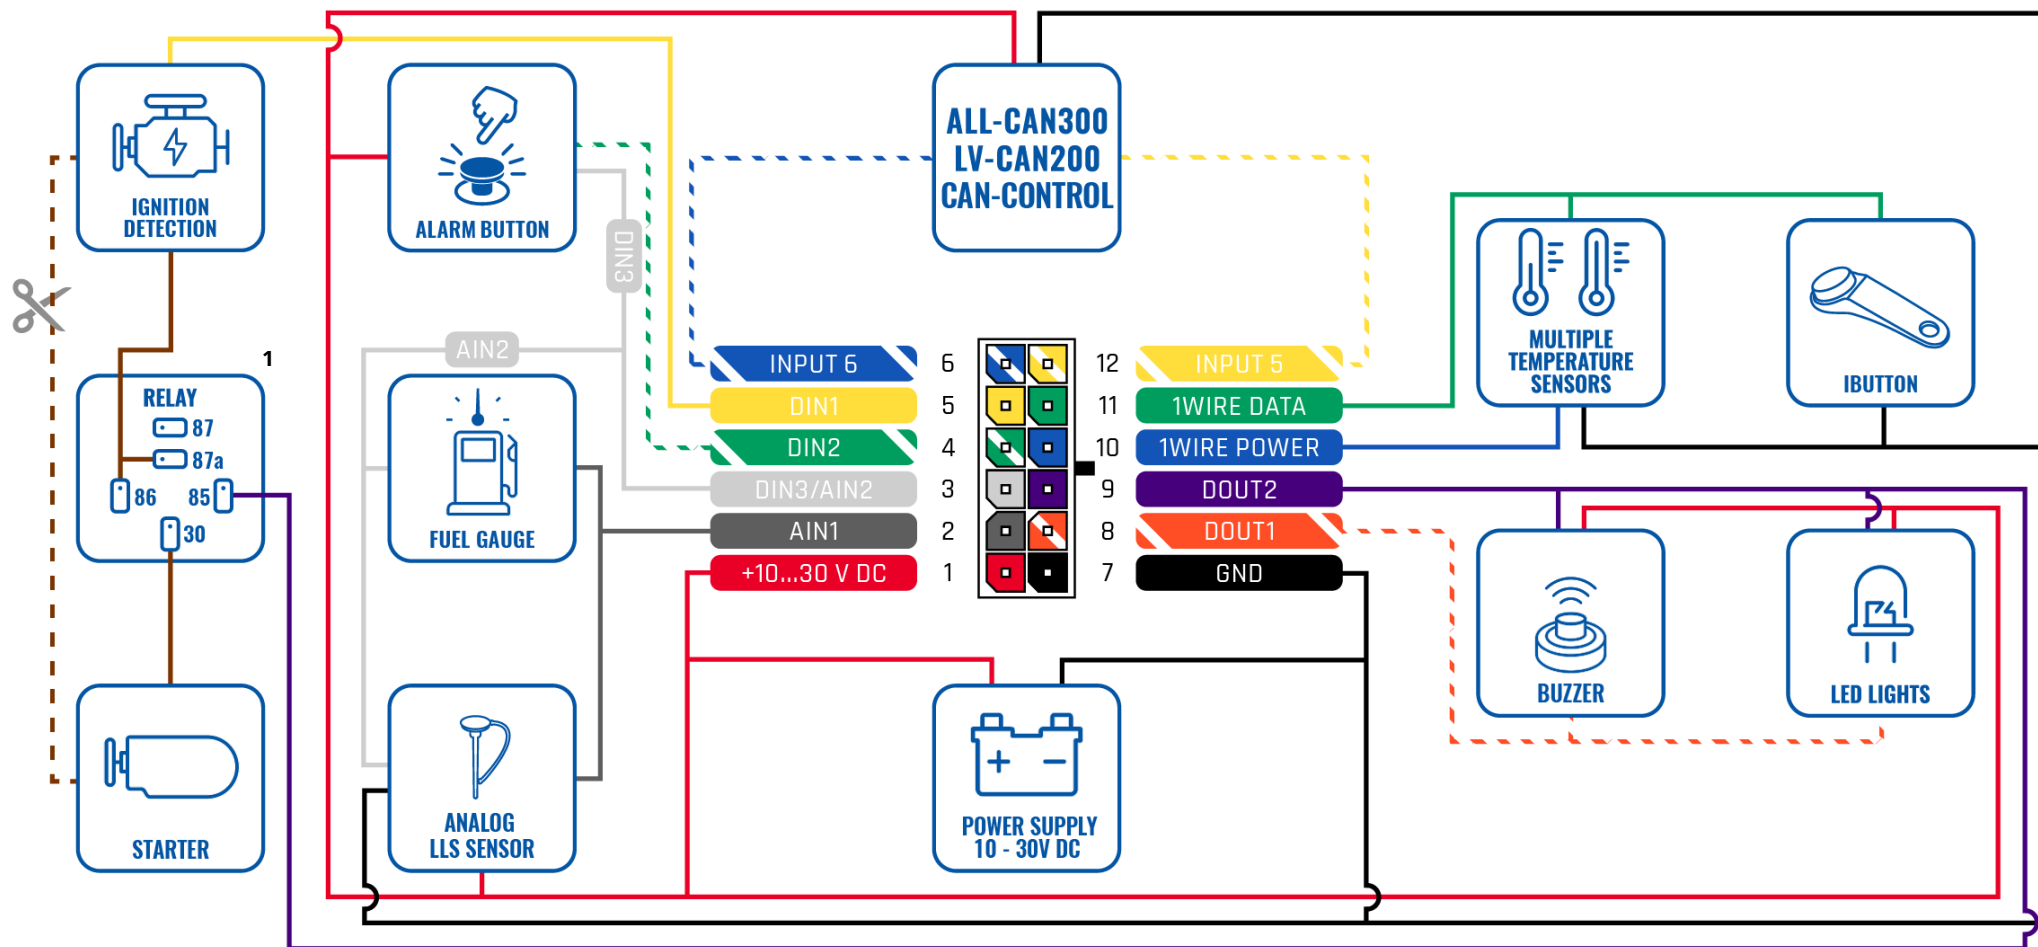 IGNITION
DETECTION
ALARM BUTTON
ALL-CAN300
LV-CAN200
CAN-CONTROL
DIN3
AIN2
1
RELAY
87
87a
86
85
30
FUEL GAUGE
STARTER
ANALOG
LLS SENSOR
INPUT 6
6
12
INPUT 5
DIN1
5
11
1WIRE DATA
DIN2
4
10
1WIRE POWER
DIN3/AIN2
3
9
DOUT2
AIN1
2
8
DOUT1
+10...30 V DC
1
7
GND
POWER SUPPLY
10 - 30V DC
MULTIPLE
TEMPERATURE
SENSORS
IBUTTON
BUZZER
LED LIGHTS